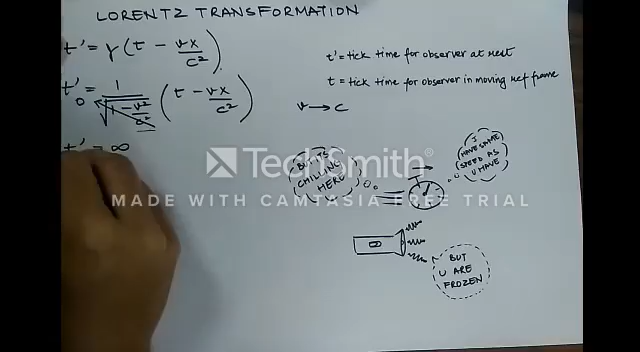 LORENTZ TRANSFORMATION
t' = γ(t - vx/c²)
t' = 1/√(1-v²/c²) (t - vx/c²)
0
t' = ∞
t' = tick time for observer at rest
t = tick time for observer in moving ref frame
v → c
I
HAVE SAME
SPEED AS
U HAVE
CHILLING
HERE
BUT
U ARE
FROZEN
TechSmith®
MADE WITH CAMTASIA FREE TRIAL